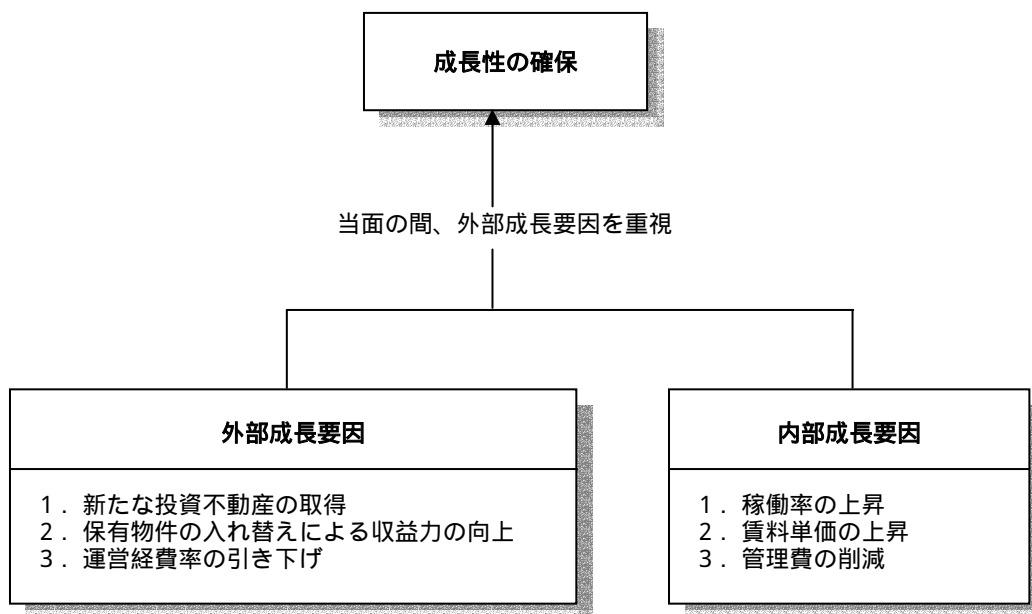 成長性の確保
当面の間、外部成長要因を重視
外部成長要因
1．新たな投資不動産の取得
2．保有物件の入れ替えによる収益力の向上
3．運営経費率の引き下げ
内部成長要因
1．稼働率の上昇
2．賃料単価の上昇
3．管理費の削減